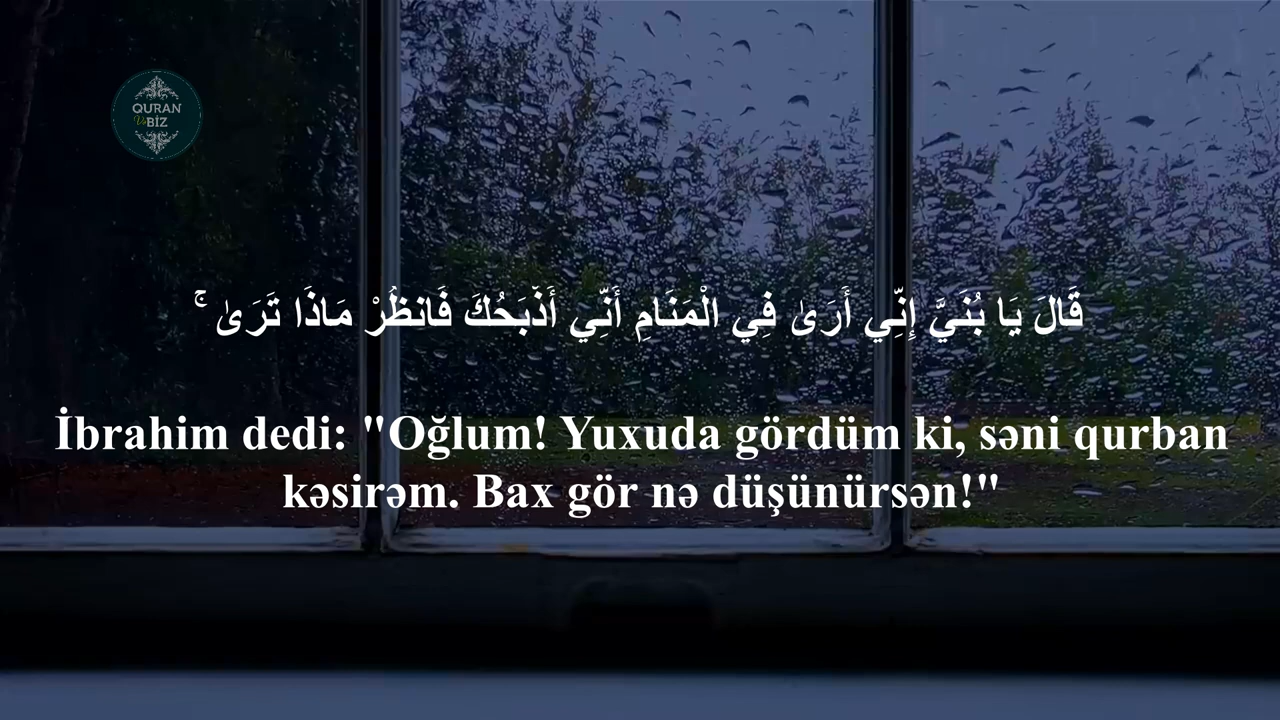 QURAN
Və BİZ
قَالَ يَا بُنَيَّ إِنِّي أَرَىٰ فِي الْمَنَامِ أَنِّي أَذْبَحُكَ فَانظُرْ مَاذَا تَرَىٰ ۚ
İbrahim dedi: "Oğlum! Yuxuda gördüm ki, səni qurban
kəsirəm. Bax gör nə düşünürsən!"